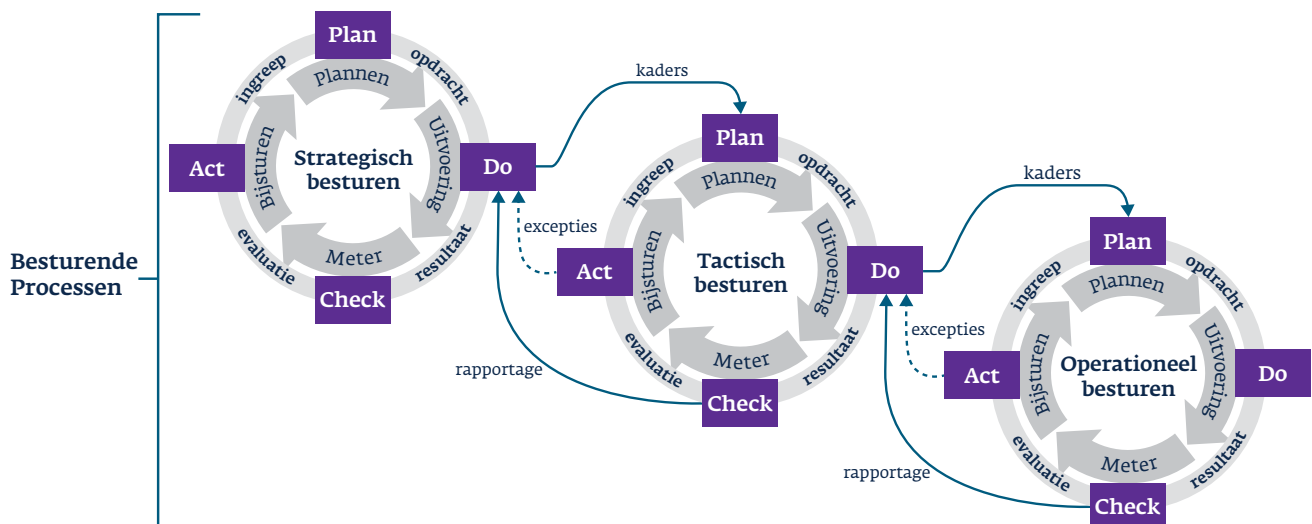 Besturende
Processen
Plan
ingreep
opdracht
Plannen
Bijsturen
Uitvoering
Act
Strategisch
besturen
Do
Meter
evaluatie
resultaat
Check
kaders
excepties
rapportage
Plan
ingreep
opdracht
Plannen
Bijsturen
Uitvoering
Act
Tactisch
besturen
Do
Meter
evaluatie
resultaat
Check
kaders
excepties
rapportage
Plan
ingreep
opdracht
Plannen
Bijsturen
Uitvoering
Act
Operationeel
besturen
Do
Meter
evaluatie
resultaat
Check